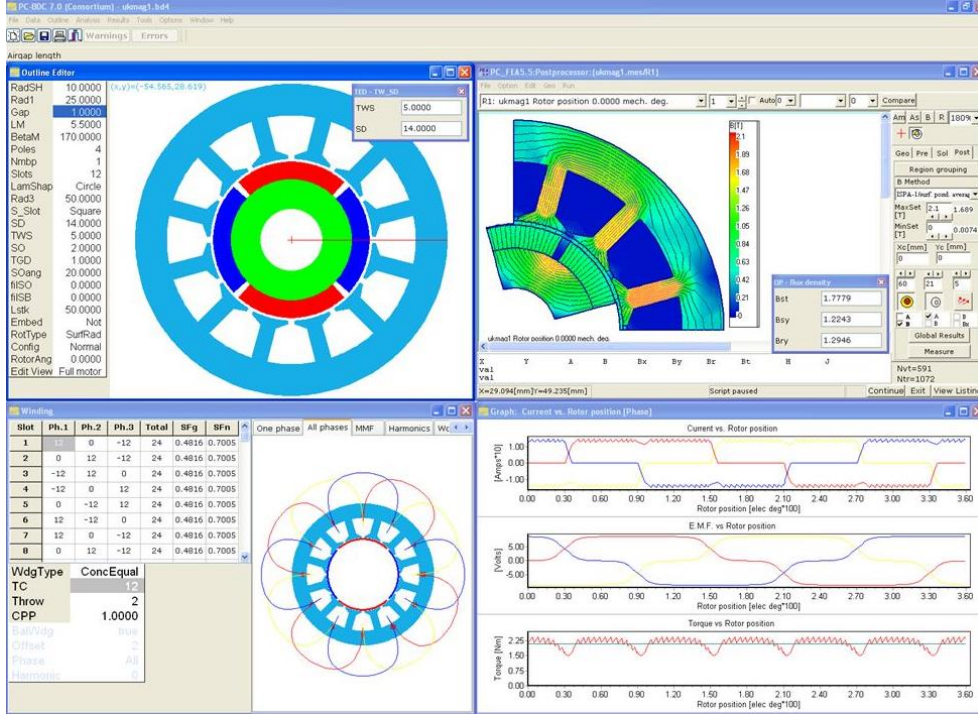 PC-BDC 7.0 (Consortium) - ukmag1.bd4
File Data Outline Analysis Results Tools Options Window Help
Warnings Errors
Airgap length
Outline Editor
RadSH 10.0000
Rad1 25.0000
Gap 1.0000
LM 5.5000
BetaM 170.0000
Poles 4
Nmbp 1
Slots 12
LamShap Circle
Rad3 50.0000
S_Slot Square
SD 14.0000
TWS 5.0000
SO 2.0000
TGD 1.0000
SOang 20.0000
filSO 0.0000
filSB 0.0000
Lstk 50.0000
Embed Not
RotType SurfRad
Config Normal
RotorAng 0.0000
Edit View Full motor
(x,y)=(-54.565,28.619)
TED - TW_SD
TWS 5.0000
SD 14.0000
PC_FEA5.5:Postprocessor:(ukmag1.mes/R1)
File Option Edit Geo Run
R1: ukmag1 Rotor position 0.0000 mech. deg. 1 Auto 0 0 Compare
B[T]
2.1
1.89
1.68
1.47
1.26
1.05
0.84
0.63
0.42
0.21
0
ukmag1 Rotor position 0.0000 mech. deg.
OP - Flux density
Bst 1.7779
Bsy 1.2243
Bry 1.2946
X Y A B Bx By Br Bt H J
val
val
X=29.094[mm]Y=49.235[mm] Script paused Continue Exit View Listing
Am As B R 180%
Geo Pre Sol Post
Region grouping
B Method
MaxSet [T] 2.1 1.689
MinSet [T] 0 0.0074
Xc[mm] Yc [mm]
0 0
60 21 5
Global Results
Measure
Nvt=591
Ntr=1072
Winding
Slot Ph.1 Ph.2 Ph.3 Total SFg SFn
1 12 0 -12 24 0.4816 0.7005
2 0 12 -12 24 0.4816 0.7005
3 -12 12 0 24 0.4816 0.7005
4 -12 0 12 24 0.4816 0.7005
5 0 -12 12 24 0.4816 0.7005
6 12 -12 0 24 0.4816 0.7005
7 12 0 -12 24 0.4816 0.7005
8 0 12 -12 24 0.4816 0.7005
WdgType ConcEqual
TC 12
Throw 2
CPP 1.0000
BallWdg true
Offset 2
Phase All
Harmonic 0
One phase All phases MMF Harmonics
Graph: Current vs. Rotor position [Phase]
Current vs. Rotor position
[Amps*10]
1.00
0.00
-1.00
0.00 0.30 0.60 0.90 1.20 1.50 1.80 2.10 2.40 2.70 3.00 3.30 3.60
Rotor position [elec deg*100]
E.M.F. vs Rotor position
[Volts]
5.00
0.00
-5.00
0.00 0.30 0.60 0.90 1.20 1.50 1.80 2.10 2.40 2.70 3.00 3.30 3.60
Rotor position [elec deg*100]
Torque vs Rotor position
Torque [Nm]
2.25
1.50
0.75
0.00
0.00 0.30 0.60 0.90 1.20 1.50 1.80 2.10 2.40 2.70 3.00 3.30 3.60
Rotor position [elec deg*100]